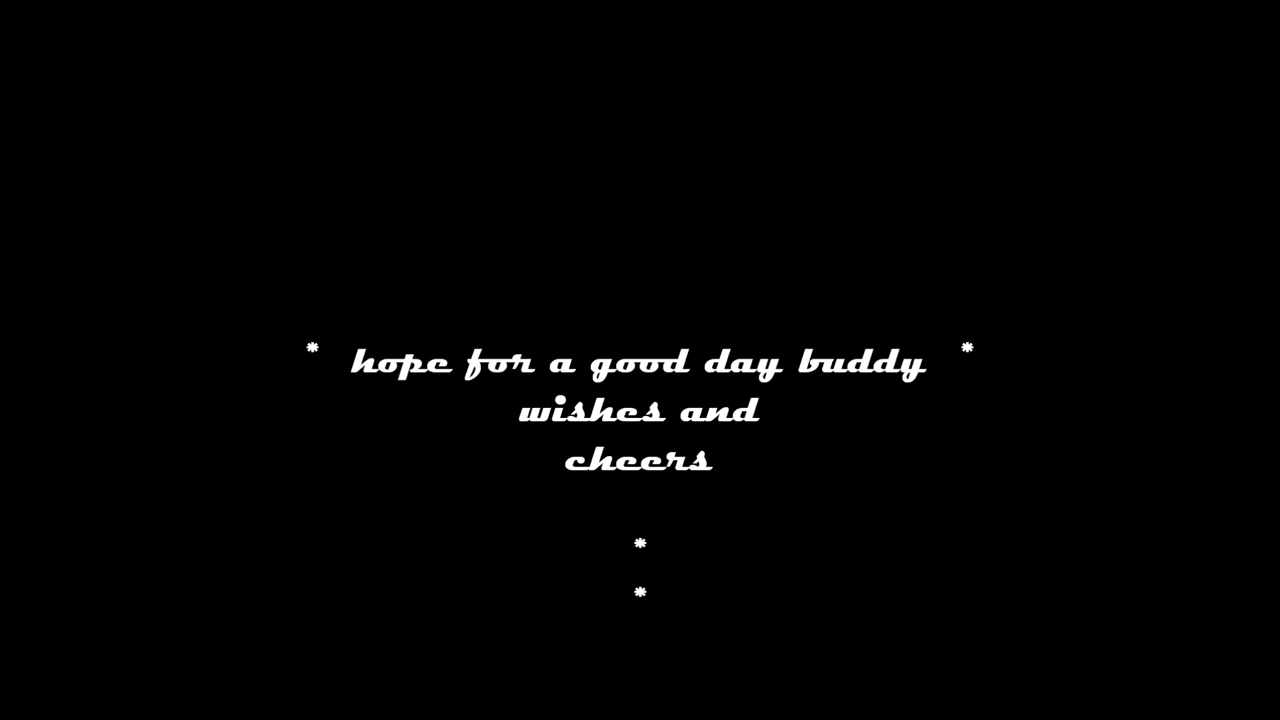 * hope for a good day buddy *
wishes and
cheers
*
*